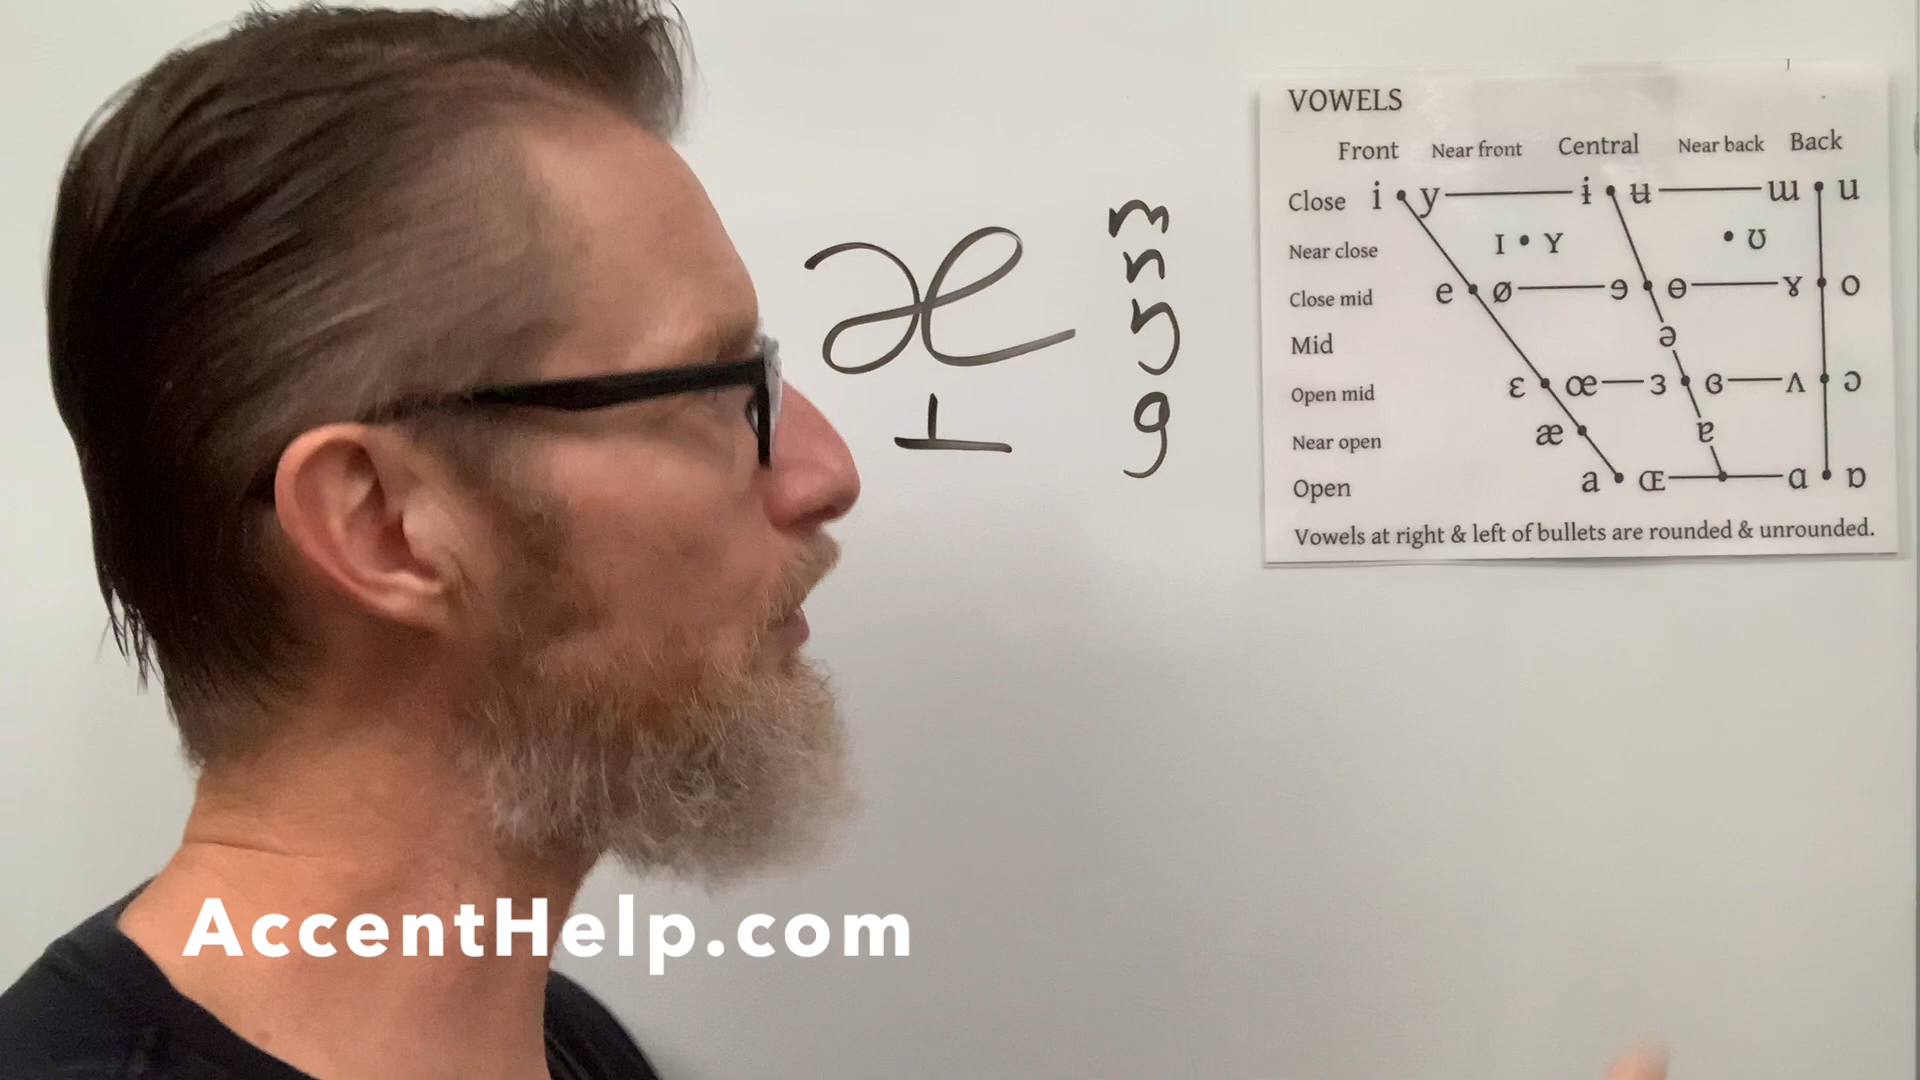 æ
̞
m
n
ŋ
g
VOWELS
Front Near front Central Near back Back
Close i y ɨ ʉ ɯ u
Near close ɪ ʏ ʊ
Close mid e ø ɘ ɵ ɤ o
Mid ə
Open mid ɛ œ ɜ ɞ ʌ ɔ
Near open æ ɐ
Open a ɶ ɑ ɒ
Vowels at right & left of bullets are rounded & unrounded.
AccentHelp.com